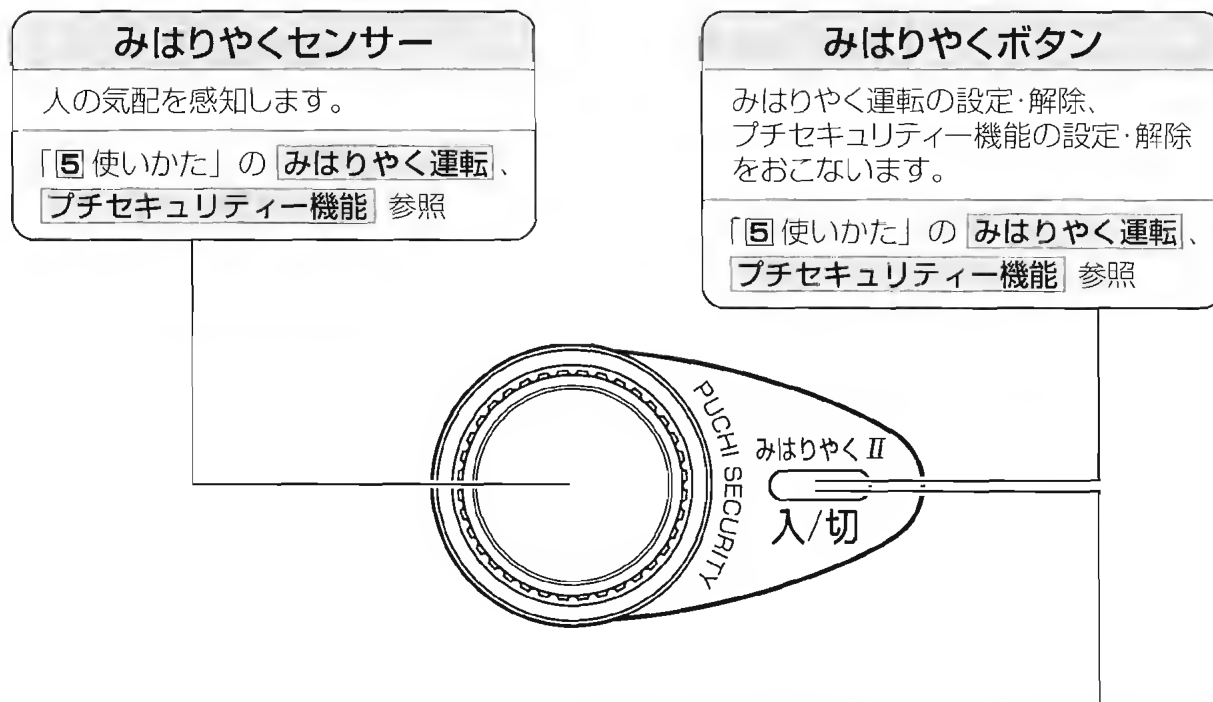 みはりやくセンサー
人の気配を感知します。
「5 使いかた」の みはりやく運転、
プチセキュリティー機能 参照
みはりやくボタン
みはりやく運転の設定・解除、
プチセキュリティー機能の設定・解除
をおこないます。
「5 使いかた」の みはりやく運転、
プチセキュリティー機能 参照
PUCHI SECURITY
みはりやくⅡ
入/切